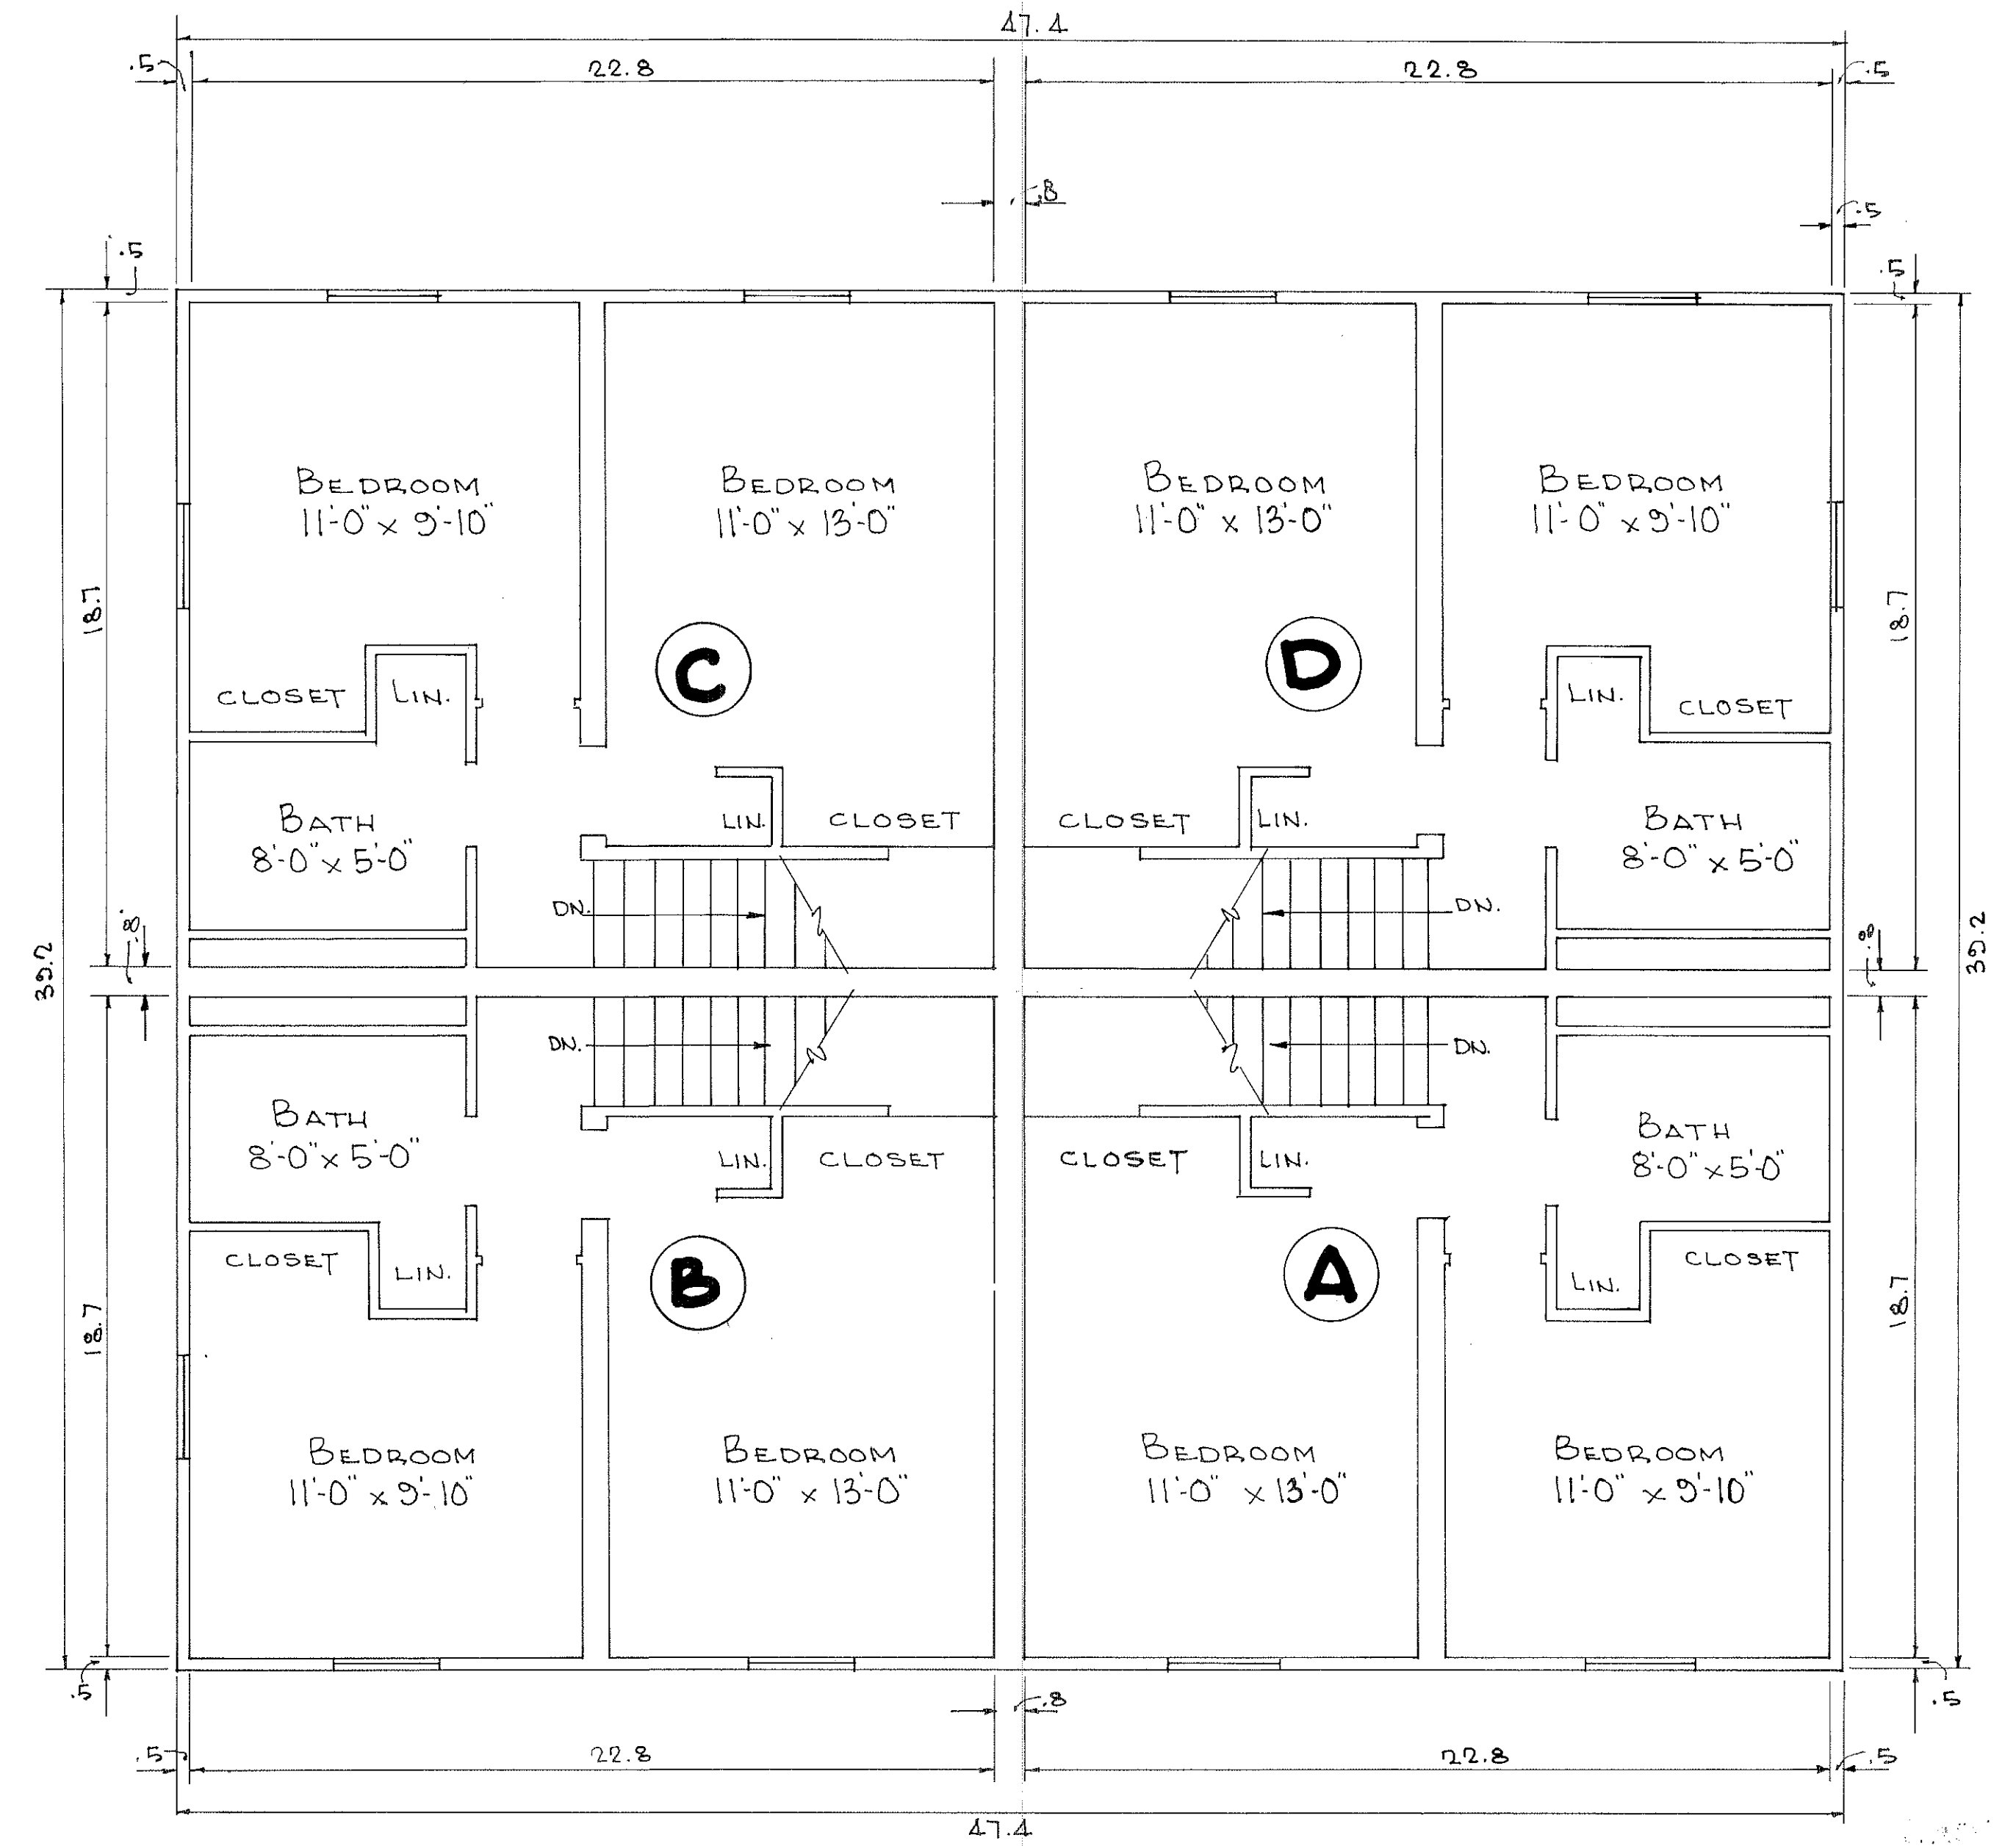 47.4
.5
22.8
22.8
.5
.8
.5
.5
.5
BEDROOM
11'-0" x 9'-10"
BEDROOM
11'-0" x 13'-0"
BEDROOM
11'-0" x 13'-0"
BEDROOM
11'-0" x 9'-10"
18.7
18.7
C
D
CLOSET
LIN.
LIN.
CLOSET
BATH
8'-0" x 5'-0"
LIN.
CLOSET
CLOSET
LIN.
BATH
8'-0" x 5'-0"
DN.
DN.
.8
.8
39.2
39.2
DN.
DN.
BATH
8'-0" x 5'-0"
LIN.
CLOSET
CLOSET
LIN.
BATH
8'-0" x 5'-0"
CLOSET
LIN.
B
A
LIN.
CLOSET
18.7
18.7
BEDROOM
11'-0" x 9'-10"
BEDROOM
11'-0" x 13'-0"
BEDROOM
11'-0" x 13'-0"
BEDROOM
11'-0" x 9'-10"
.5
.8
.5
.5
22.8
22.8
.5
47.4